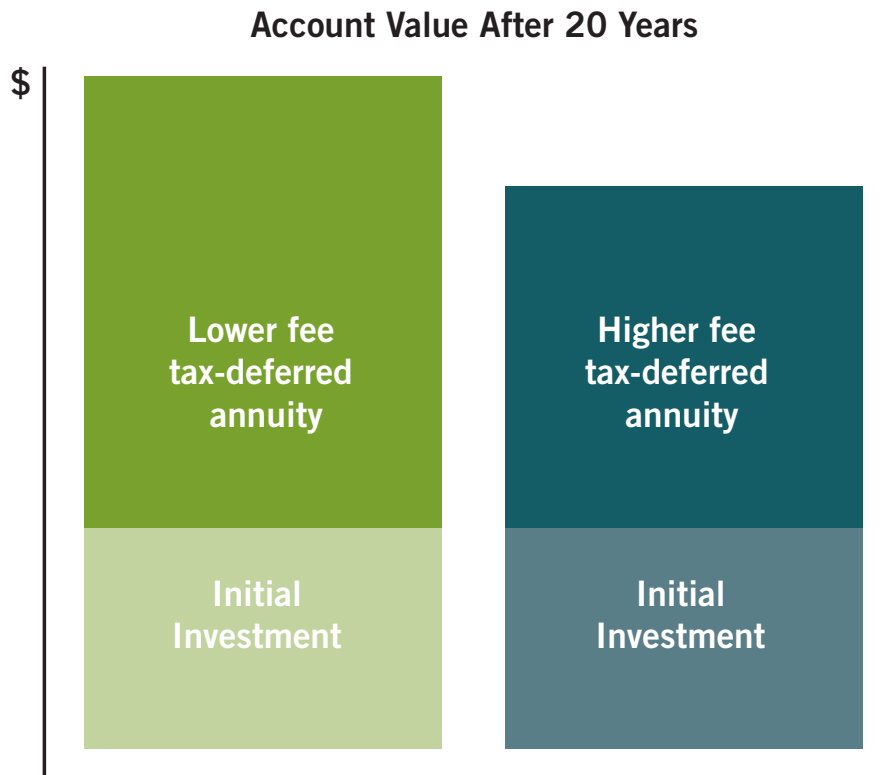 Account Value After 20 Years
$
Lower fee
tax-deferred
annuity
Higher fee
tax-deferred
annuity
Initial
Investment
Initial
Investment